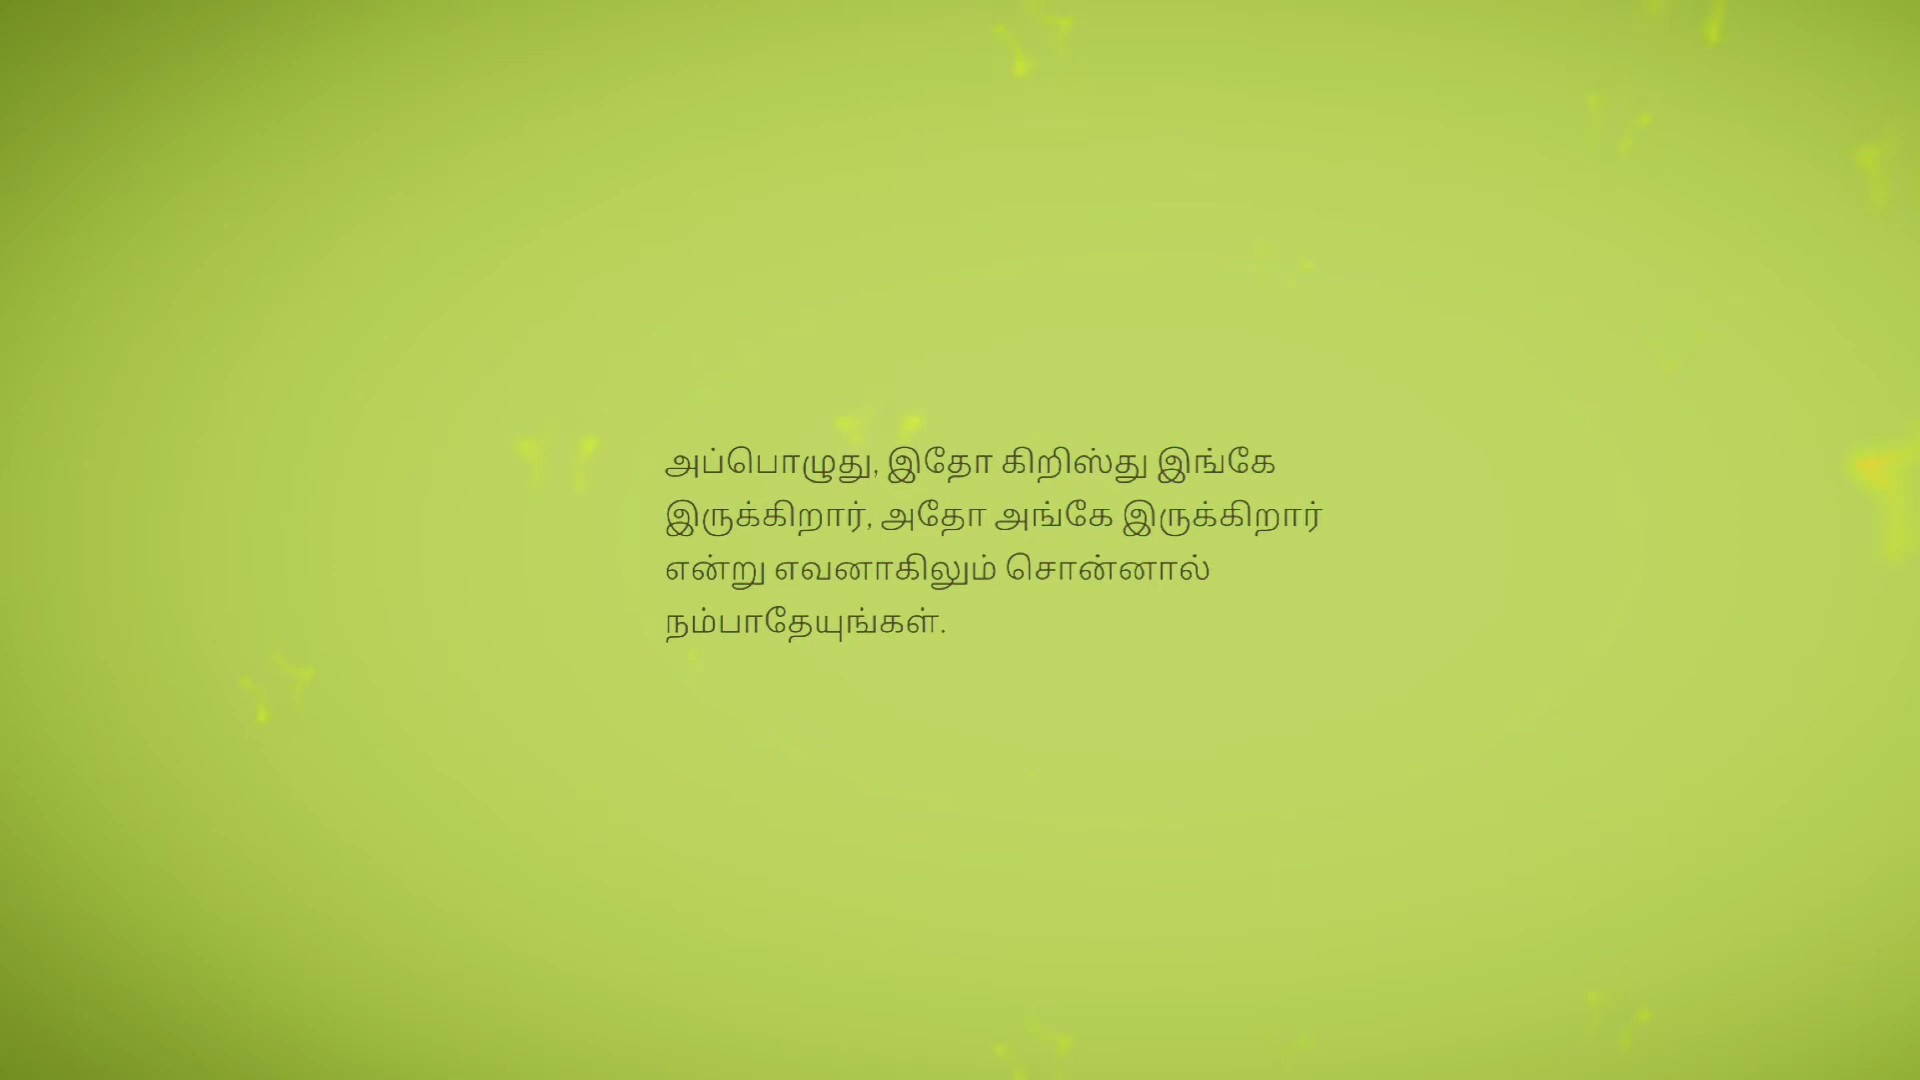 அப்பொழுது, இதோ கிறிஸ்து இங்கே
இருக்கிறார், அதோ அங்கே இருக்கிறார்
என்று எவனாகிலும் சொன்னால்
நம்பாதேயுங்கள்.